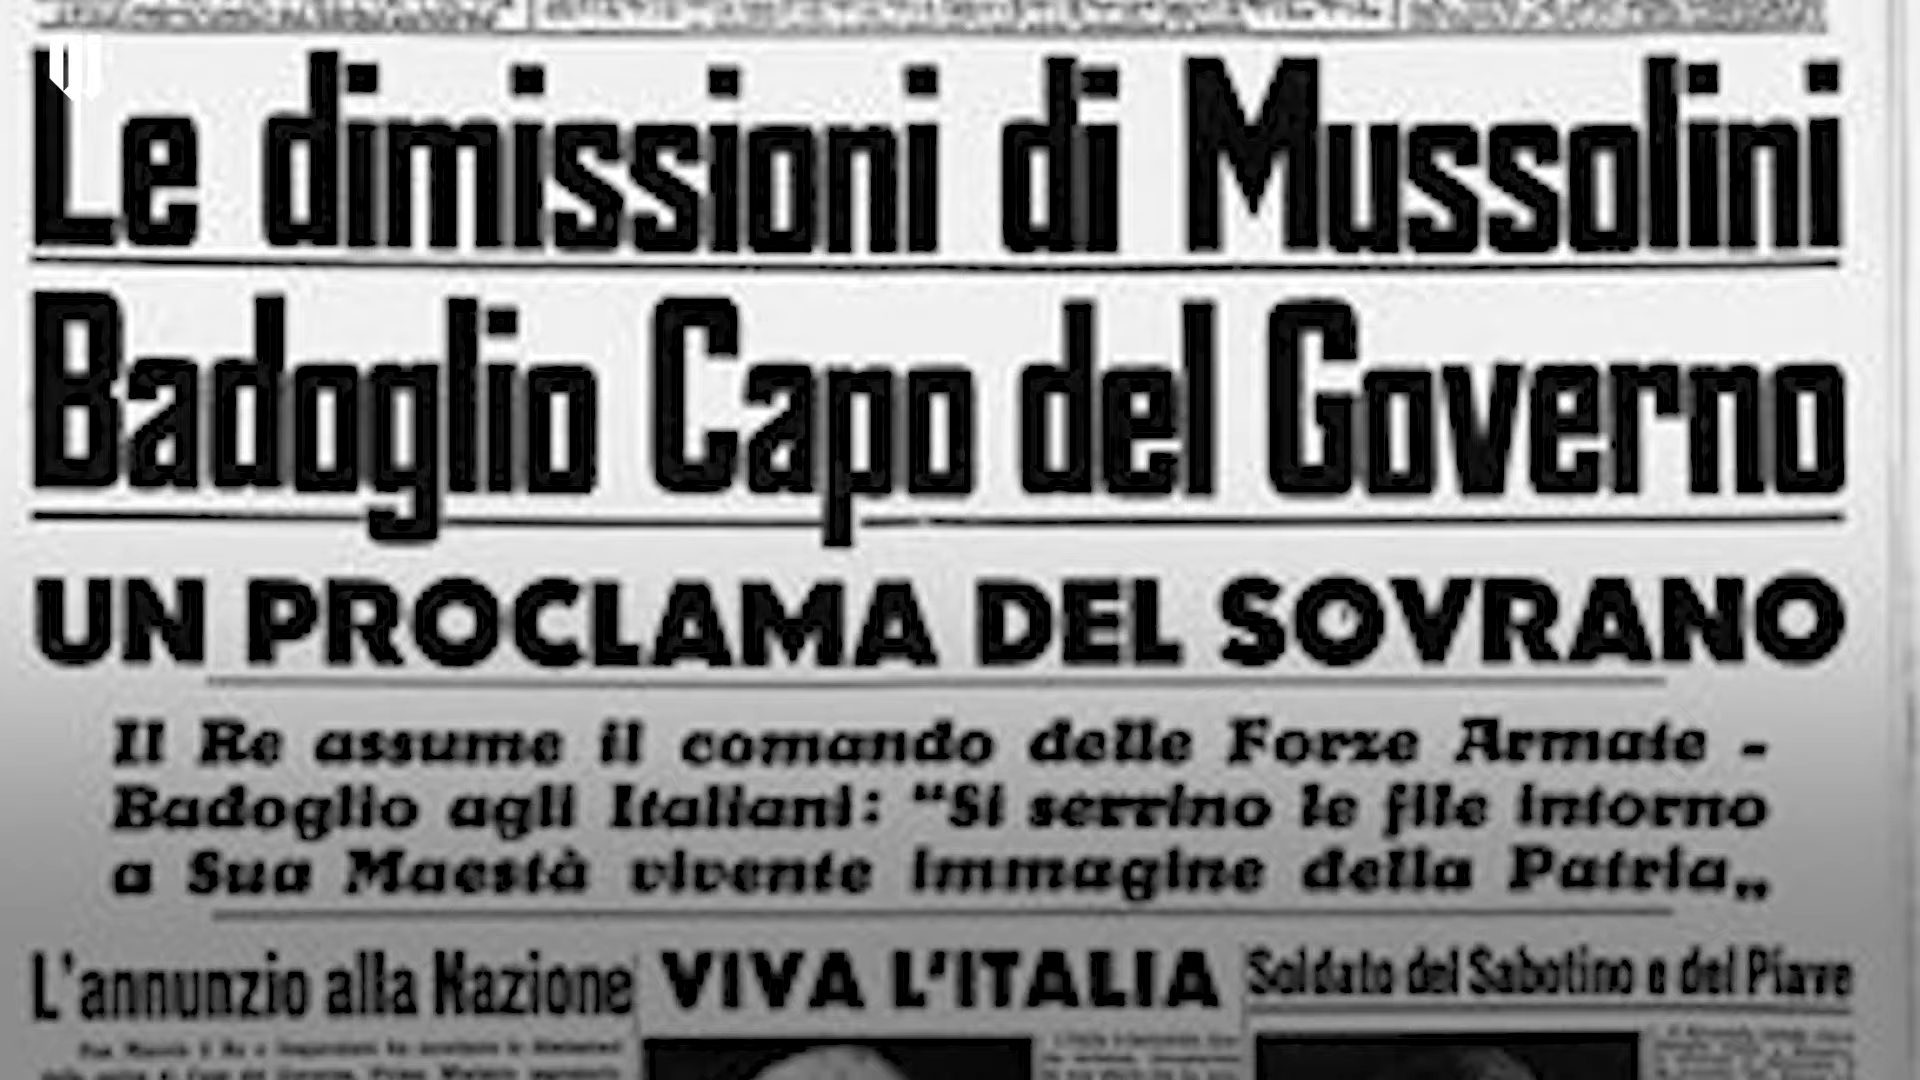 Le dimissioni di Mussolini
Badoglio Capo del Governo
UN PROCLAMA DEL SOVRANO
Il Re assume il comando delle Forze Armate -
Badoglio agli Italiani: “Si serrino le file intorno
a Sua Maestà vivente immagine della Patria„
L'annunzio alla Nazione
VIVA L'ITALIA
Soldato del Sabotino e del Piave